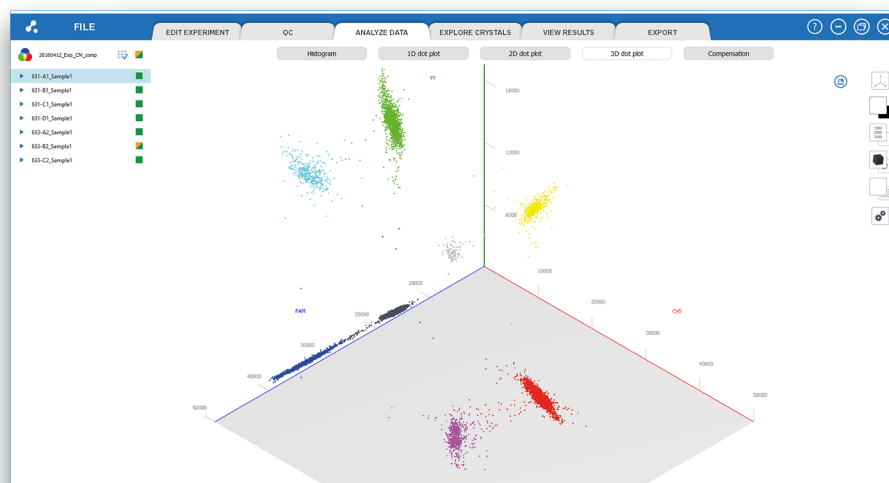 FILE
EDIT EXPERIMENT
QC
ANALYZE DATA
EXPLORE CRYSTALS
VIEW RESULTS
EXPORT
20160412_Exp_CM_comp
Histogram
1D dot plot
2D dot plot
3D dot plot
Compensation
631-A1_Sample1
631-B1_Sample1
631-C1_Sample1
631-D1_Sample1
633-A2_Sample1
633-B2_Sample1
633-C2_Sample1
YY
18000
12000
6000
10000
10000
20000
20000
FAM
Cy5
30000
30000
40000
40000
50000
50000